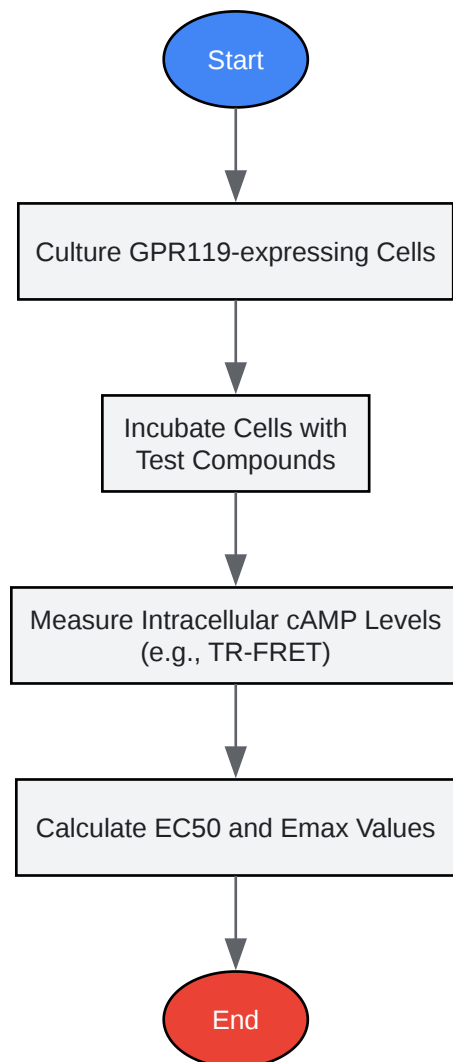 Start
Culture GPR119-expressing Cells
Incubate Cells with
Test Compounds
Measure Intracellular cAMP Levels
(e.g., TR-FRET)
Calculate EC50 and Emax Values
End